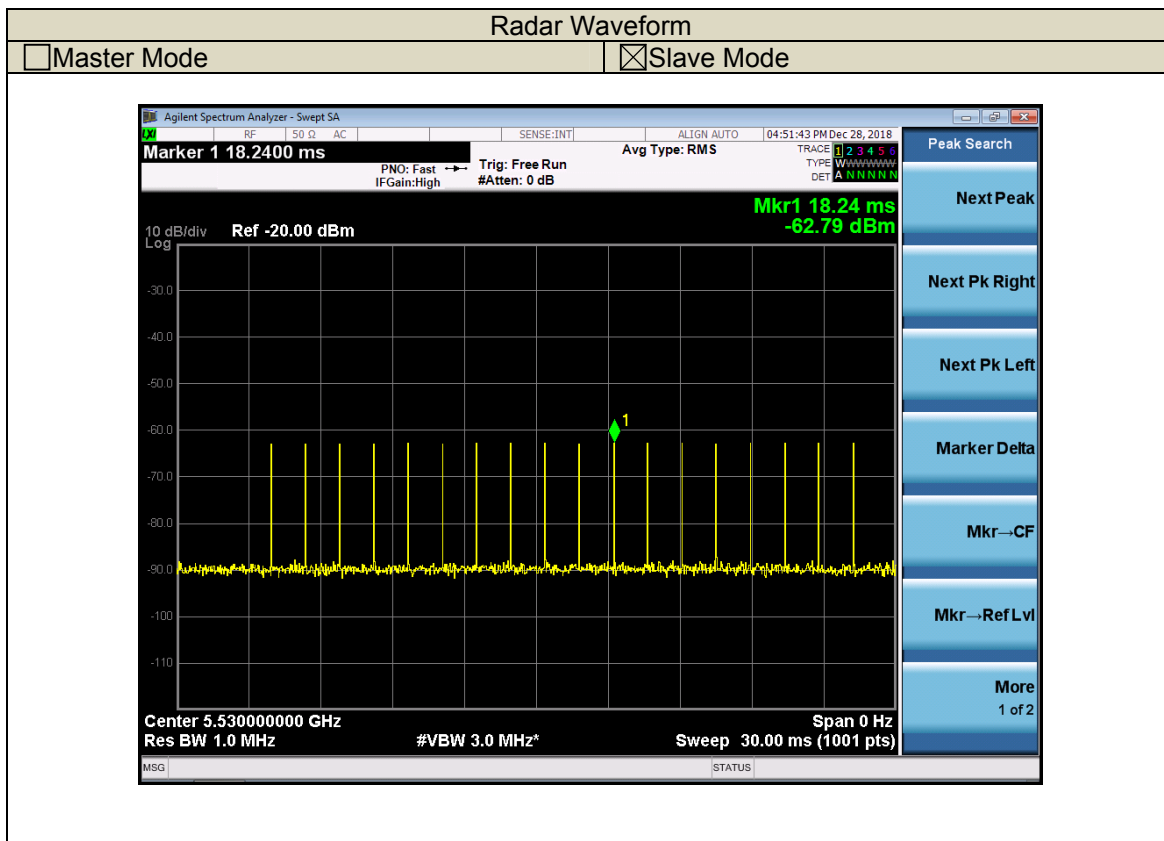 Radar Waveform
Master Mode
Slave Mode
Agilent Spectrum Analyzer - Swept SA
LXI RF 50 Ω AC SENSE:INT ALIGN AUTO 04:51:43 PM Dec 28, 2018
Marker 1 18.2400 ms
PNO: Fast
IFGain:High
Trig: Free Run
#Atten: 0 dB
Avg Type: RMS
TRACE 1 2 3 4 5 6
TYPE WWWWWWW
DET A N N N N N
Mkr1 18.24 ms
-62.79 dBm
10 dB/div
Log
Ref -20.00 dBm
-30.0
-40.0
-50.0
-60.0
-70.0
-80.0
-90.0
-100
-110
1
Center 5.530000000 GHz
Span 0 Hz
Res BW 1.0 MHz
#VBW 3.0 MHz*
Sweep 30.00 ms (1001 pts)
MSG
STATUS
Peak Search
Next Peak
Next Pk Right
Next Pk Left
Marker Delta
Mkr→CF
Mkr→Ref Lvl
More
1 of 2